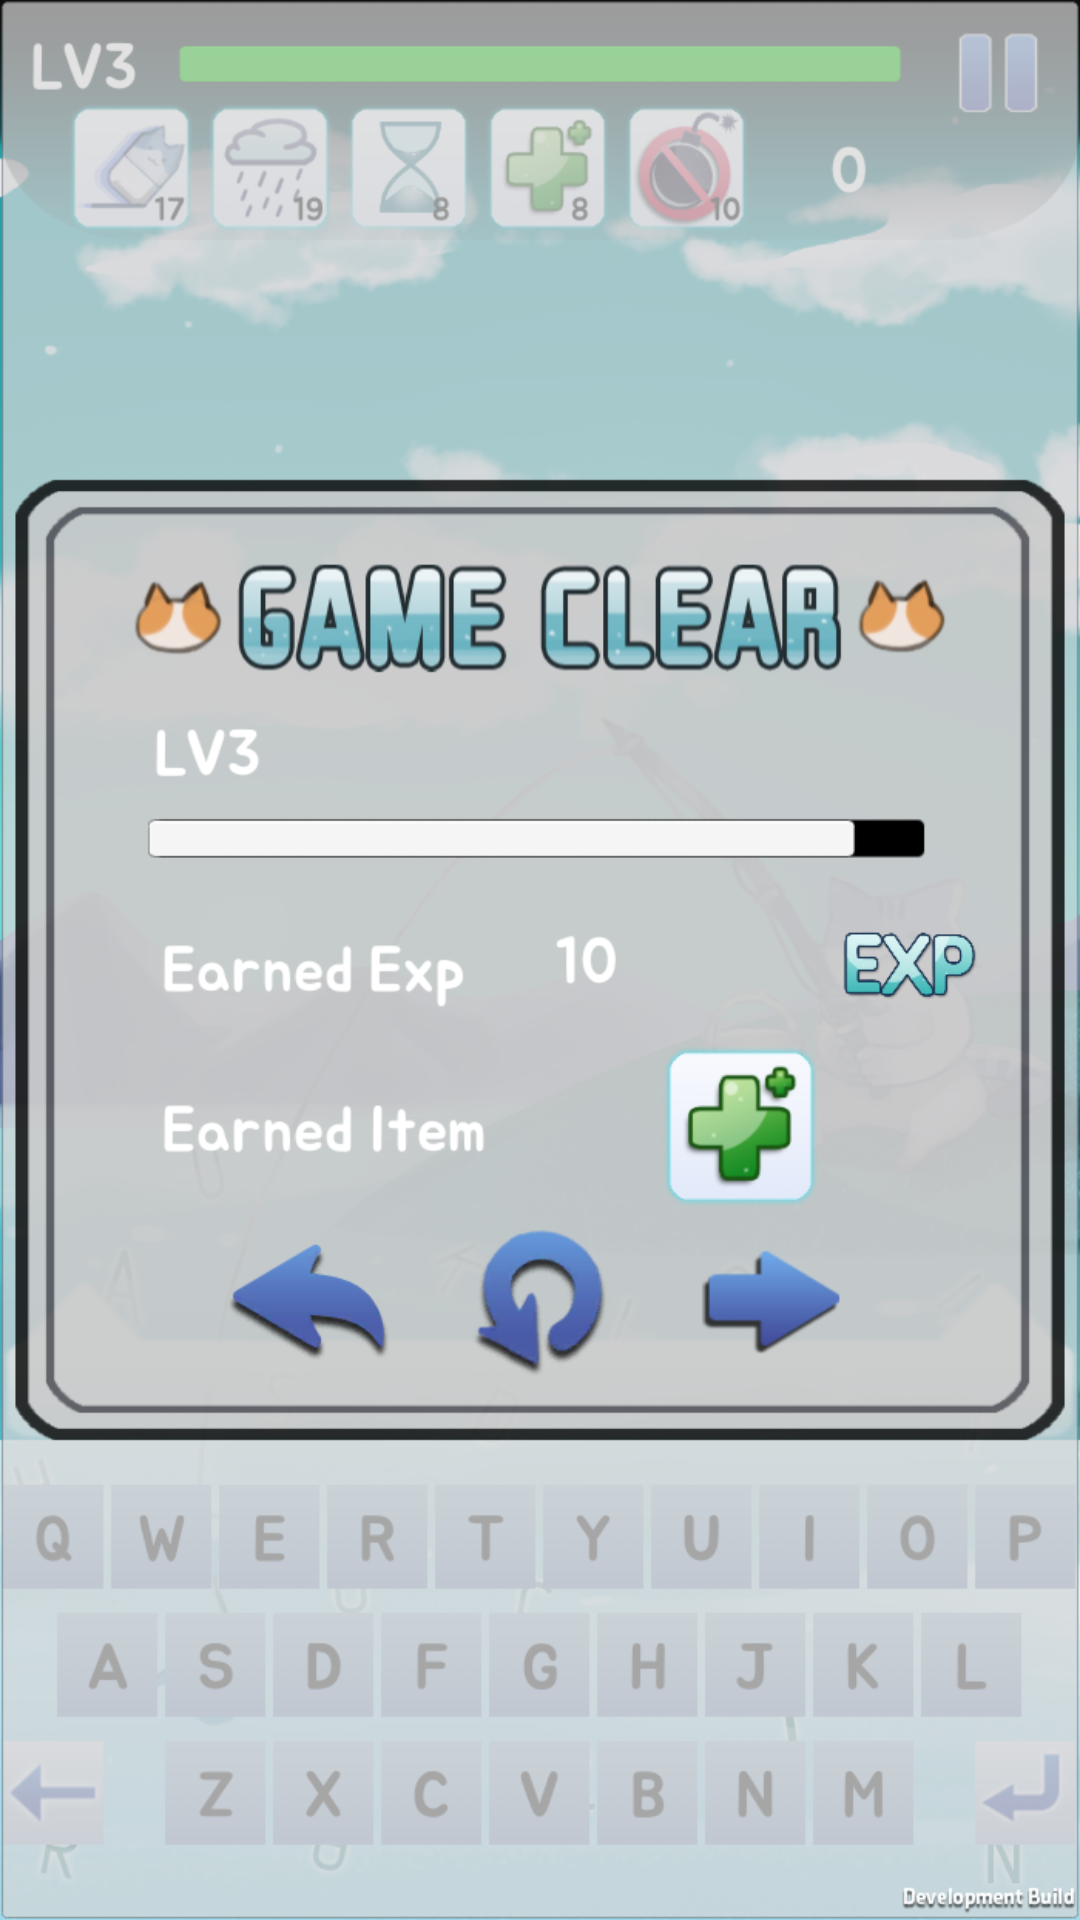 LV3
17 19 8 8 10 0
GAME CLEAR
LV3
Earned Exp 10 EXP
Earned Item
Q W E R T Y U I O P
A S D F G H J K L
Z X C V B N M
R U N
Development Build